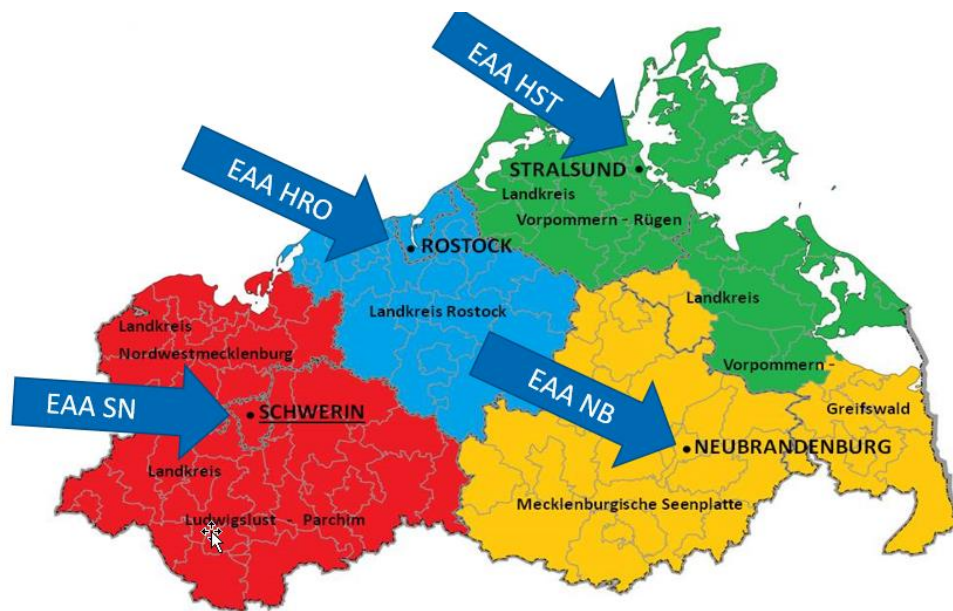 EAA HST
EAA HRO
STRALSUND
Landkreis
Vorpommern - Rügen
ROSTOCK
Landkreis Rostock
Landkreis
Vorpommern -
Greifswald
Landkreis
Nordwestmecklenburg
EAA SN
SCHWERIN
EAA NB
NEUBRANDENBURG
Mecklenburgische Seenplatte
Landkreis
Ludwigslust - Parchim